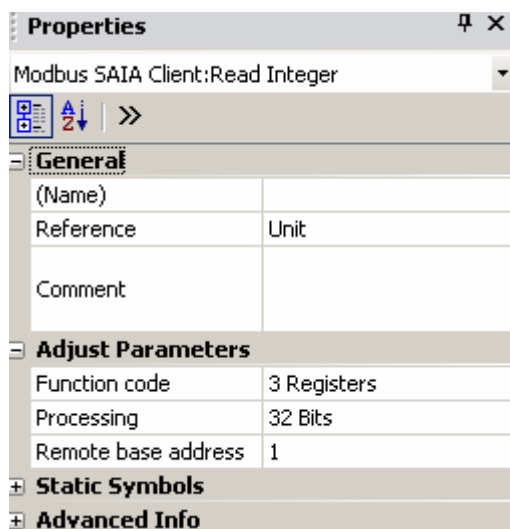 Properties
Modbus SAIA Client:Read Integer
General
(Name)
Reference Unit
Comment
Adjust Parameters
Function code 3 Registers
Processing 32 Bits
Remote base address 1
Static Symbols
Advanced Info